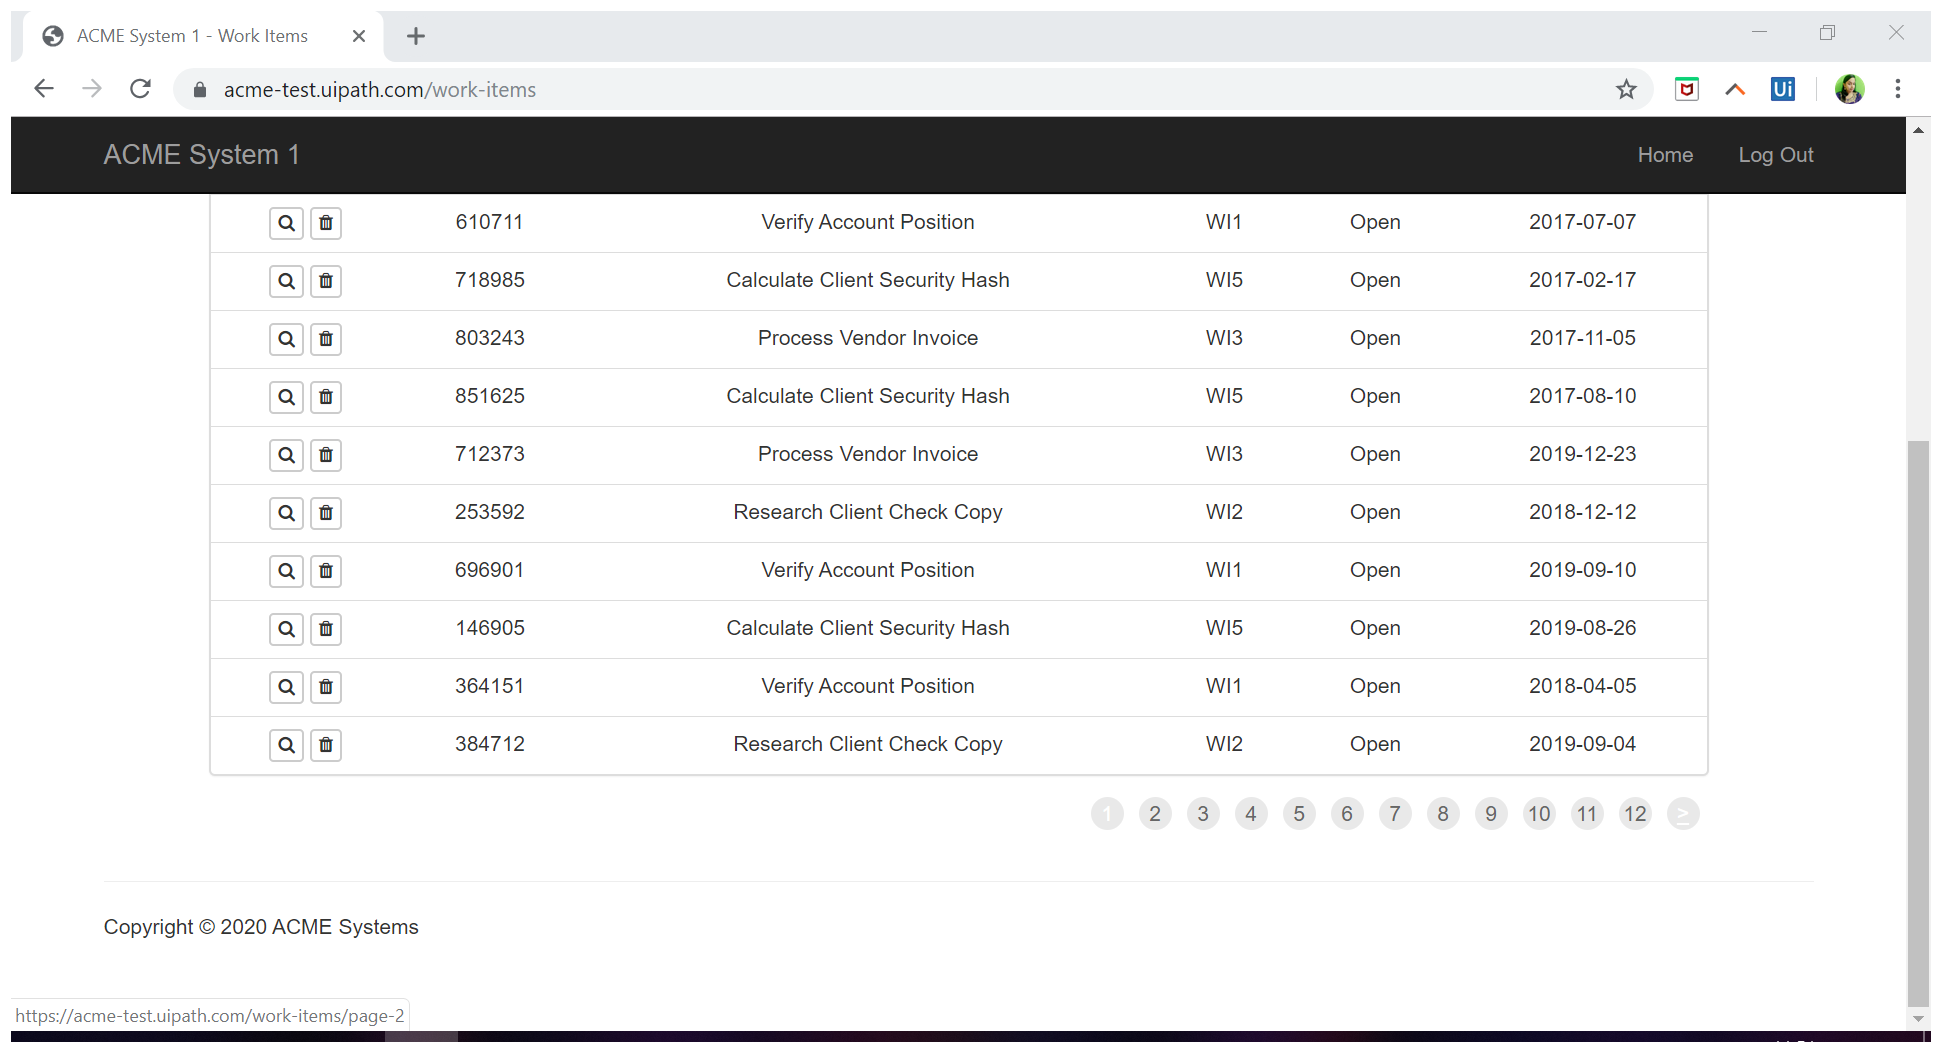 ACME System 1 - Work Items
acme-test.uipath.com/work-items
Ui
ACME System 1 Home Log Out
610711 Verify Account Position WI1 Open 2017-07-07
718985 Calculate Client Security Hash WI5 Open 2017-02-17
803243 Process Vendor Invoice WI3 Open 2017-11-05
851625 Calculate Client Security Hash WI5 Open 2017-08-10
712373 Process Vendor Invoice WI3 Open 2019-12-23
253592 Research Client Check Copy WI2 Open 2018-12-12
696901 Verify Account Position WI1 Open 2019-09-10
146905 Calculate Client Security Hash WI5 Open 2019-08-26
364151 Verify Account Position WI1 Open 2018-04-05
384712 Research Client Check Copy WI2 Open 2019-09-04
1 2 3 4 5 6 7 8 9 10 11 12 >
Copyright © 2020 ACME Systems
https://acme-test.uipath.com/work-items/page-2